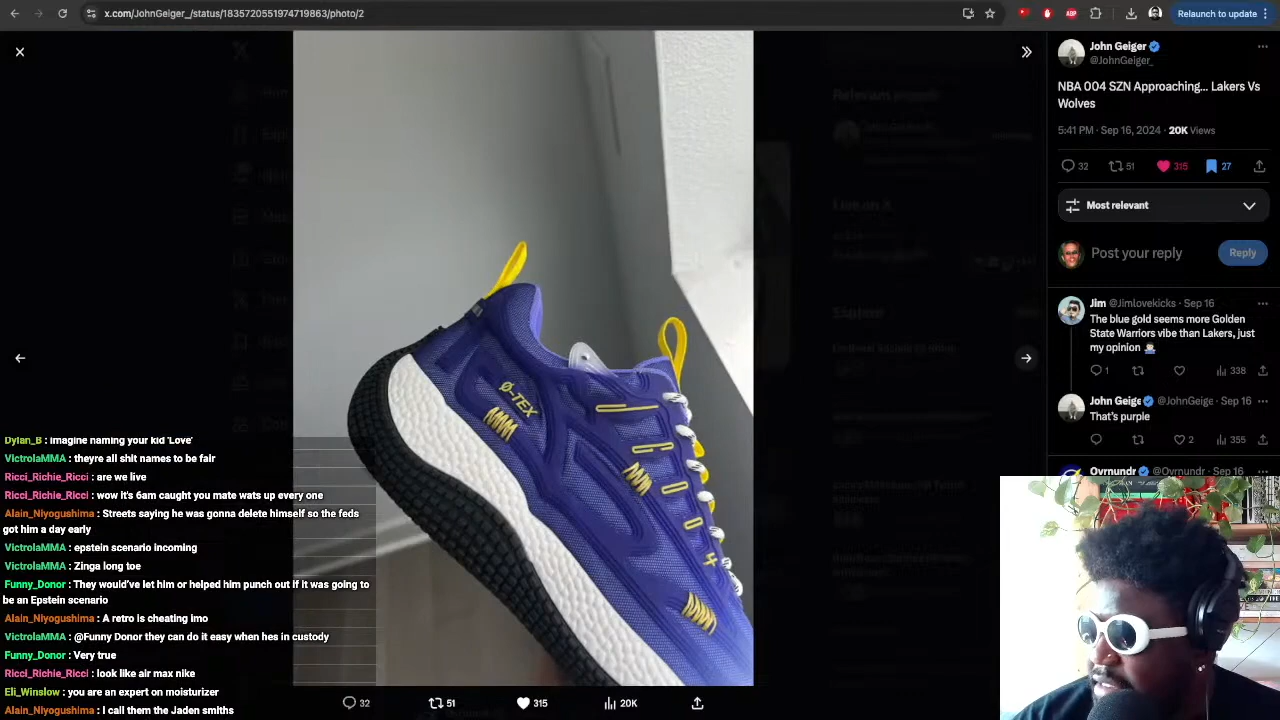 x.com/JohnGeiger_/status/1835720551974719863/photo/2
Relaunch to update
John Geiger
@JohnGeiger_
NBA 004 SZN Approaching... Lakers Vs
Wolves
5:41 PM · Sep 16, 2024 · 20K Views
32
51
315
27
Most relevant
Post your reply
Reply
Jim @Jimlovekicks · Sep 16
The blue gold seems more Golden
State Warriors vibe than Lakers, just
my opinion
1
338
John Geige @JohnGeige · Sep 16
That's purple
2
355
Ovrnundr @Ovrnundr · Sep 16
Ø-TEX
Dylan_B : imagine naming your kid 'Love'
VictrolaMMA : theyre all shit names to be fair
Ricci_Richie_Ricci : are we live
Ricci_Richie_Ricci : wow it's 6am caught you mate wats up every one
Alain_Niyogushima : Streets saying he was gonna delete himself so the feds
got him a day early
VictrolaMMA : epstein scenario incoming
VictrolaMMA : Zinga long tie
Funny_Donor : They would've let him or helped him punch out if it was going to
be an Epstein scenario
Alain_Niyogushima : A retro is cheating imo
VictrolaMMA : @Funny Donor they can do it easy when hes in custody
Funny_Donor : Very true
Ricci_Richie_Ricci : look like air max nike
Eli_Winslow : you are an expert on moisturizer
Alain_Niyogushima : I call them the Jaden smiths
32
51
315
20K